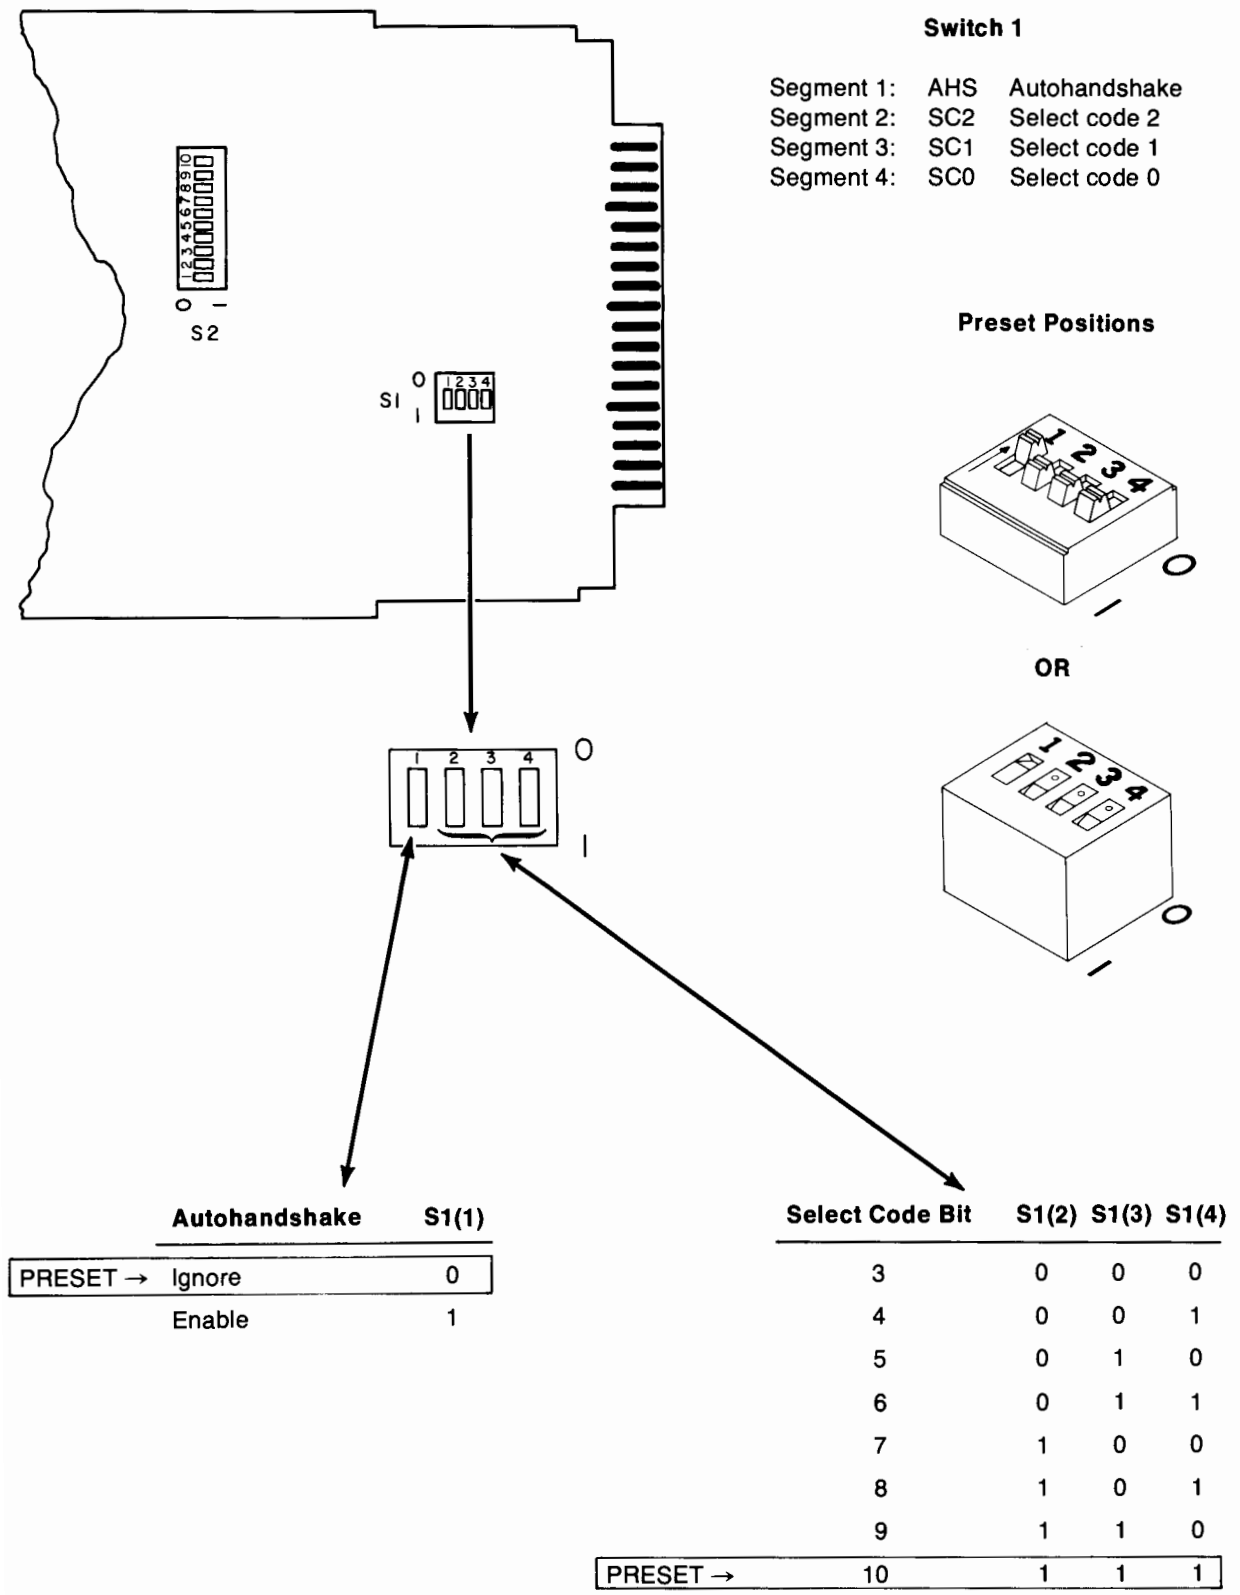 Switch 1
Segment 1: AHS Autohandshake
Segment 2: SC2 Select code 2
Segment 3: SC1 Select code 1
Segment 4: SC0 Select code 0
1 2 3 4 5 6 7 8 9 10
0 1
S2
0
S1
1
1 2 3 4
Preset Positions
1 2 3 4
0
1
OR
1 2 3 4
0
1
1 2 3 4
0
1
Autohandshake S1(1)
PRESET → Ignore 0
Enable 1
Select Code Bit S1(2) S1(3) S1(4)
3 0 0 0
4 0 0 1
5 0 1 0
6 0 1 1
7 1 0 0
8 1 0 1
9 1 1 0
PRESET → 10 1 1 1